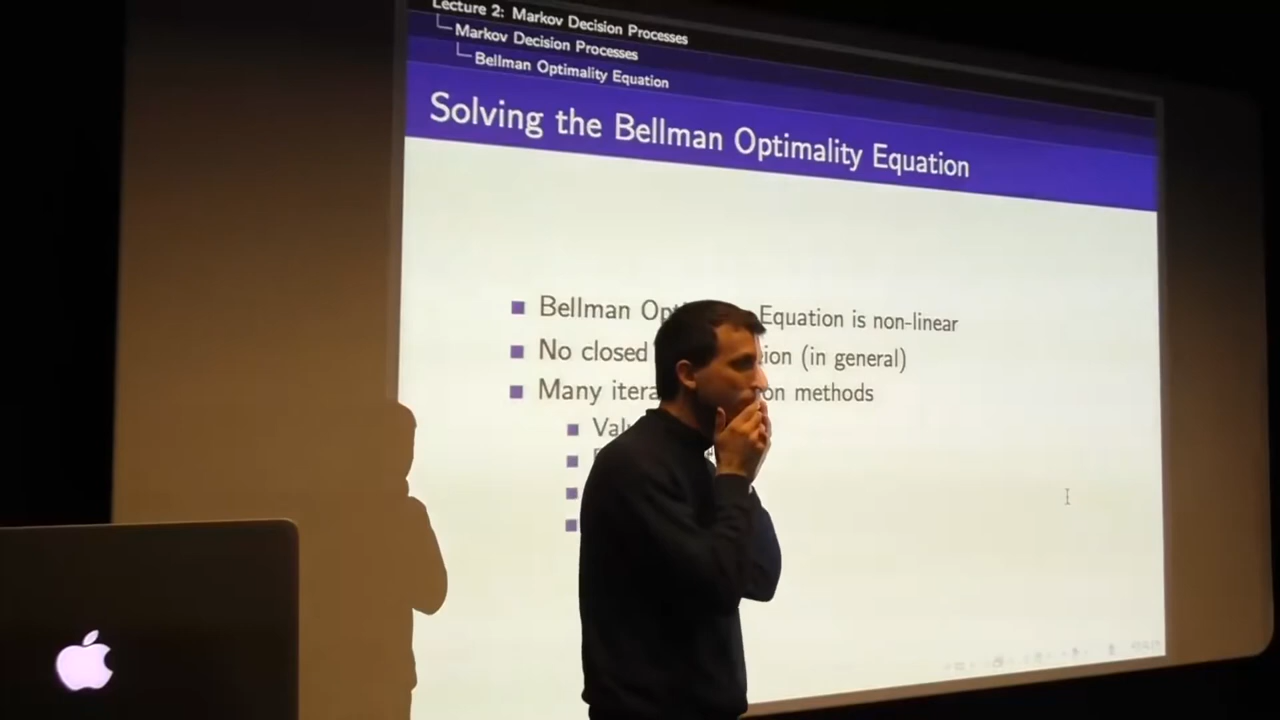 Lecture 2: Markov Decision Processes
Markov Decision Processes
Bellman Optimality Equation
Solving the Bellman Optimality Equation
Bellman Op Equation is non-linear
No closed ion (in general)
Many itera on methods
Val